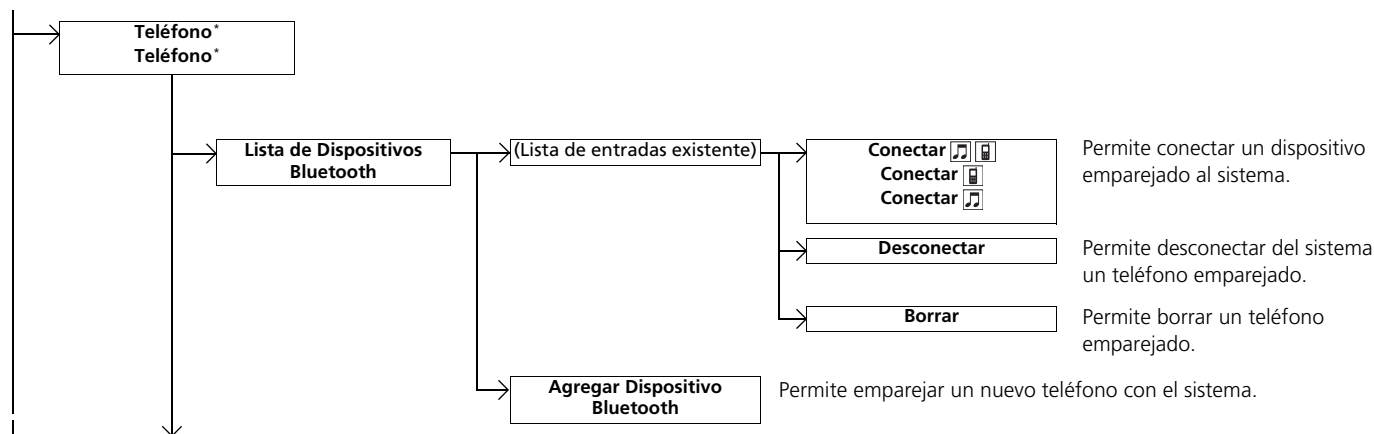 Teléfono*
Teléfono*
Lista de Dispositivos
Bluetooth
(Lista de entradas existente)
Conectar
Conectar
Conectar
Permite conectar un dispositivo
emparejado al sistema.
Desconectar
Permite desconectar del sistema
un teléfono emparejado.
Borrar
Permite borrar un teléfono
emparejado.
Agregar Dispositivo
Bluetooth
Permite emparejar un nuevo teléfono con el sistema.